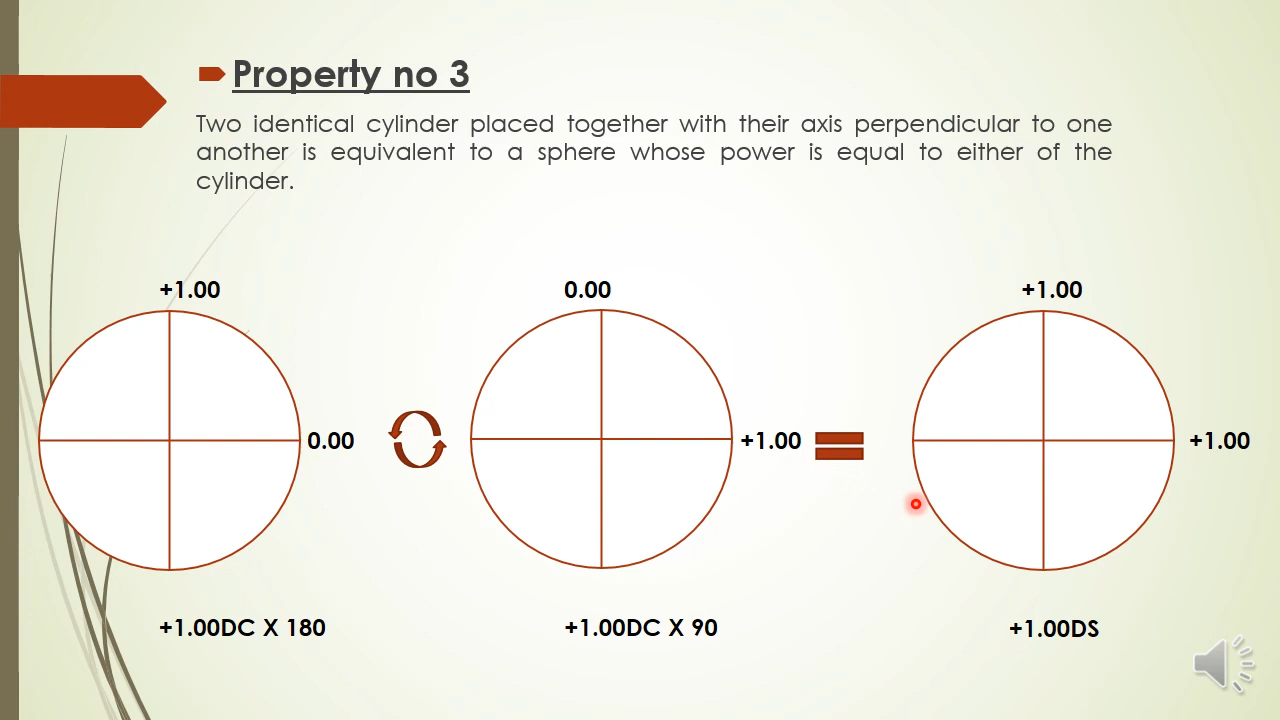 Property no 3
Two identical cylinder placed together with their axis perpendicular to one
another is equivalent to a sphere whose power is equal to either of the
cylinder.
+1.00
0.00
+1.00
0.00
+1.00
+1.00
+1.00DC X 180
+1.00DC X 90
+1.00DS